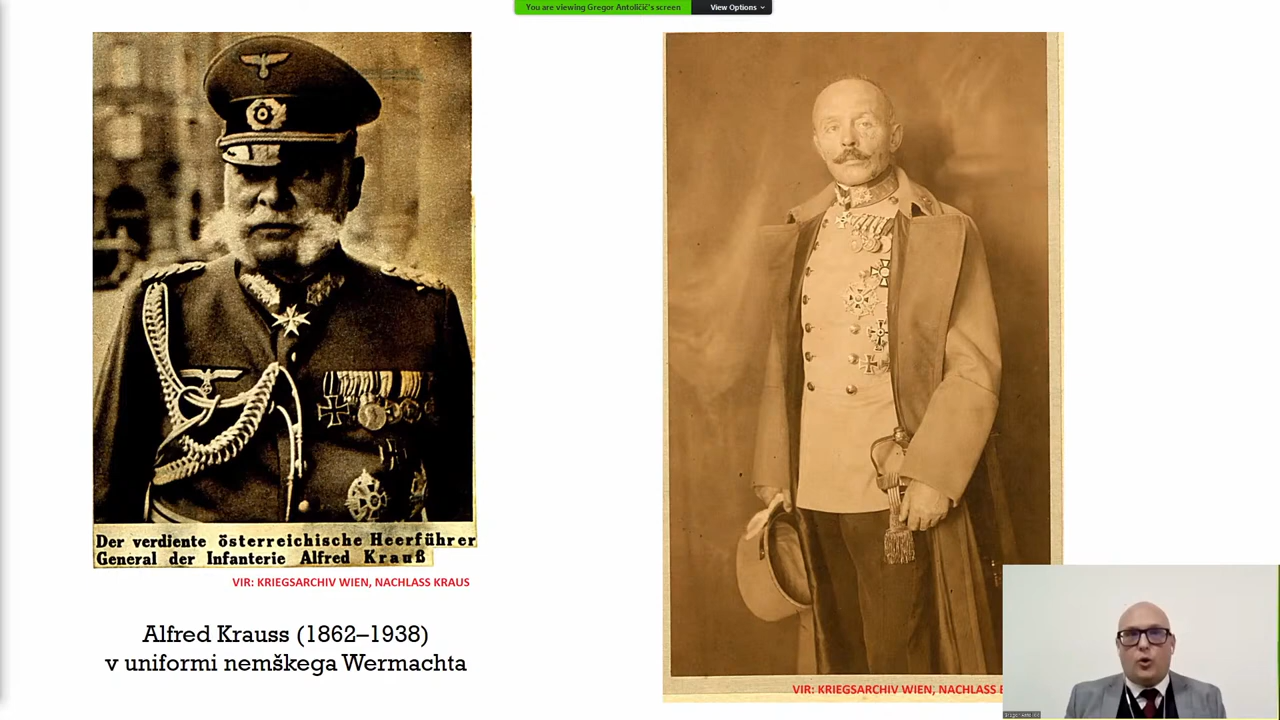 You are viewing Gregor Antoličič's screen
View Options
Der verdiente österreichische Heerführer
General der Infanterie Alfred Krauß
VIR: KRIEGSARCHIV WIEN, NACHLASS KRAUS
Alfred Krauss (1862–1938)
v uniformi nemškega Wermachta
VIR: KRIEGSARCHIV WIEN, NACHLASS